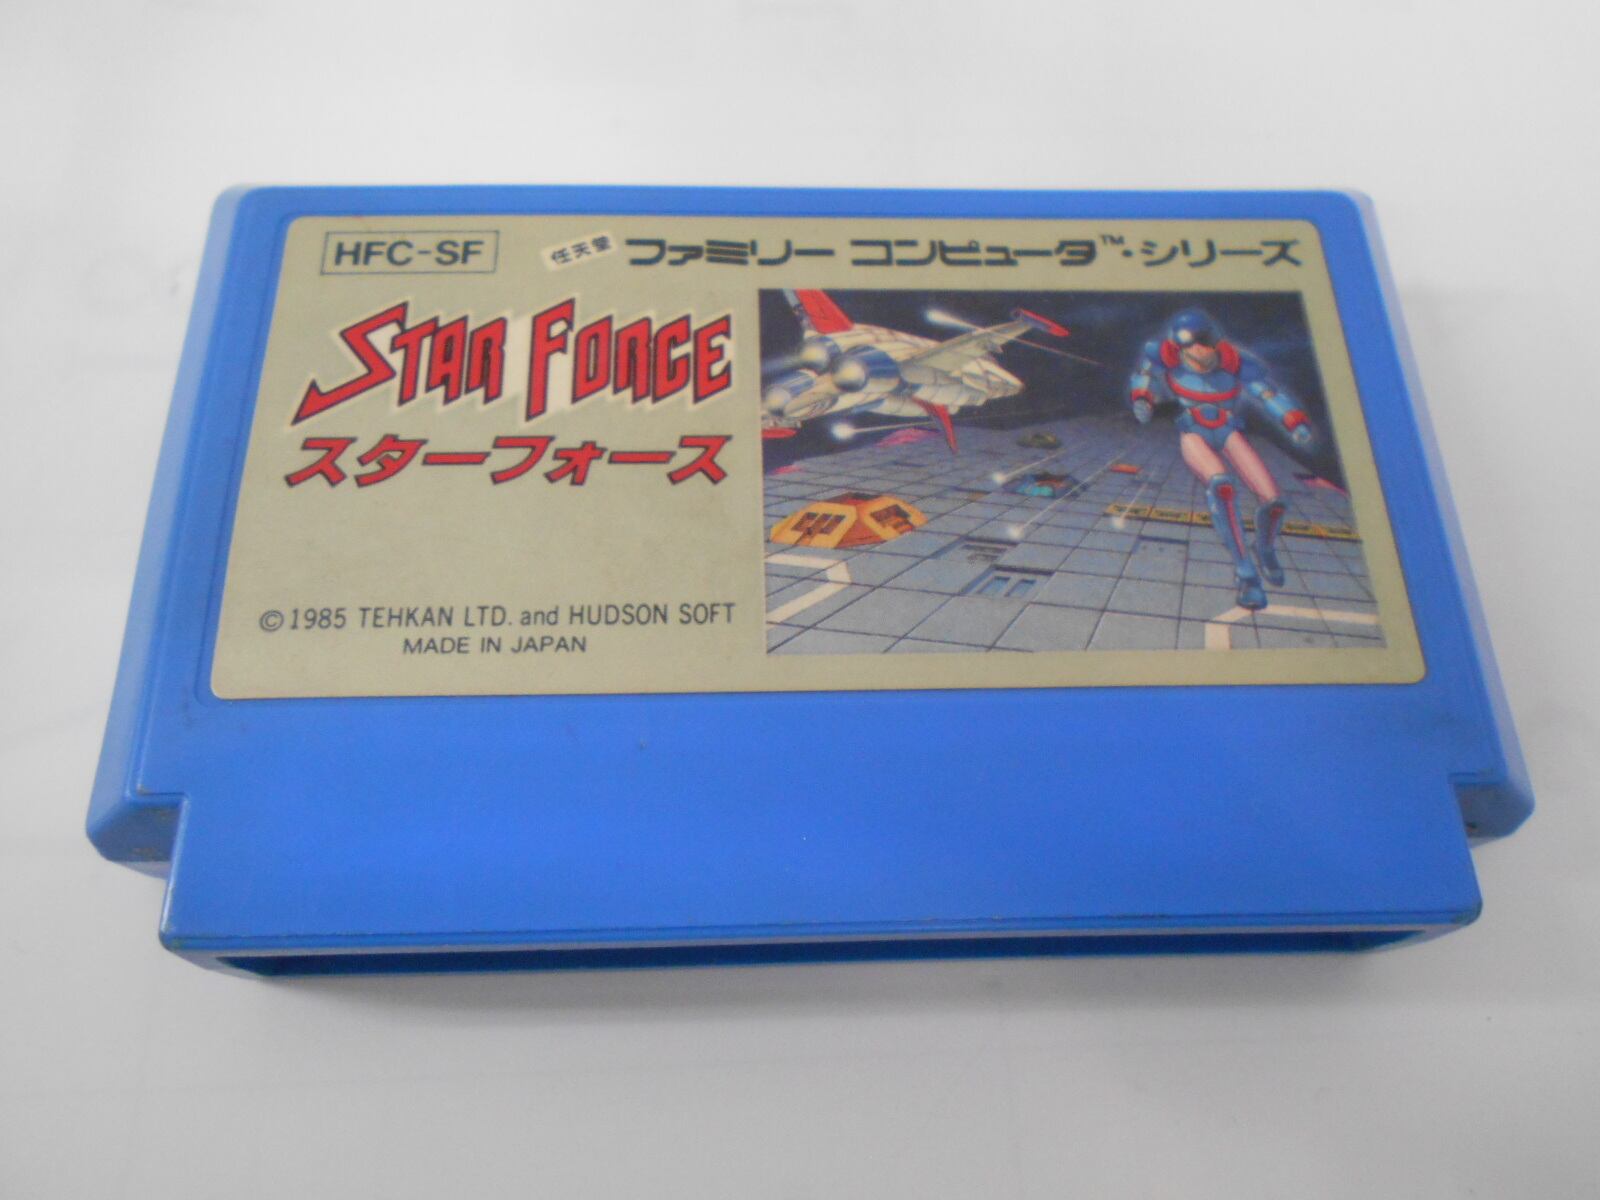 HFC-SF
任天堂 ファミリー コンピュータ™・シリーズ
STAR FORCE
スターフォース
©1985 TEHKAN LTD. and HUDSON SOFT
MADE IN JAPAN